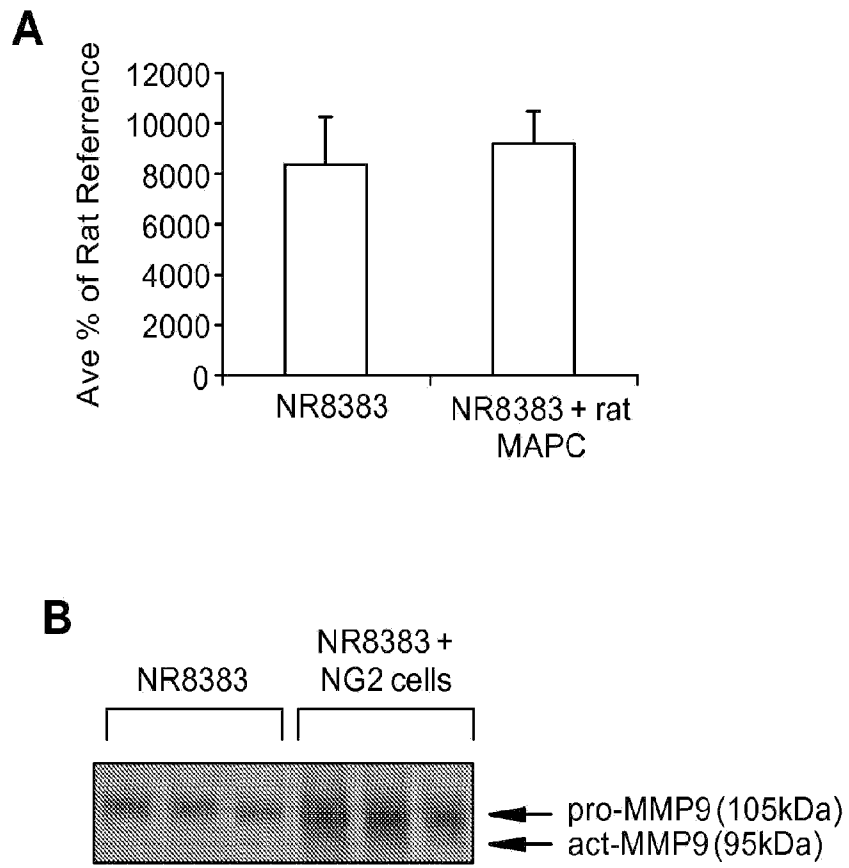 A
Ave % of Rat Referrence
12000
10000
8000
6000
4000
2000
0
NR8383
NR8383 + rat
MAPC
B
NR8383
NR8383 +
NG2 cells
pro-MMP9 (105kDa)
act-MMP9 (95kDa)